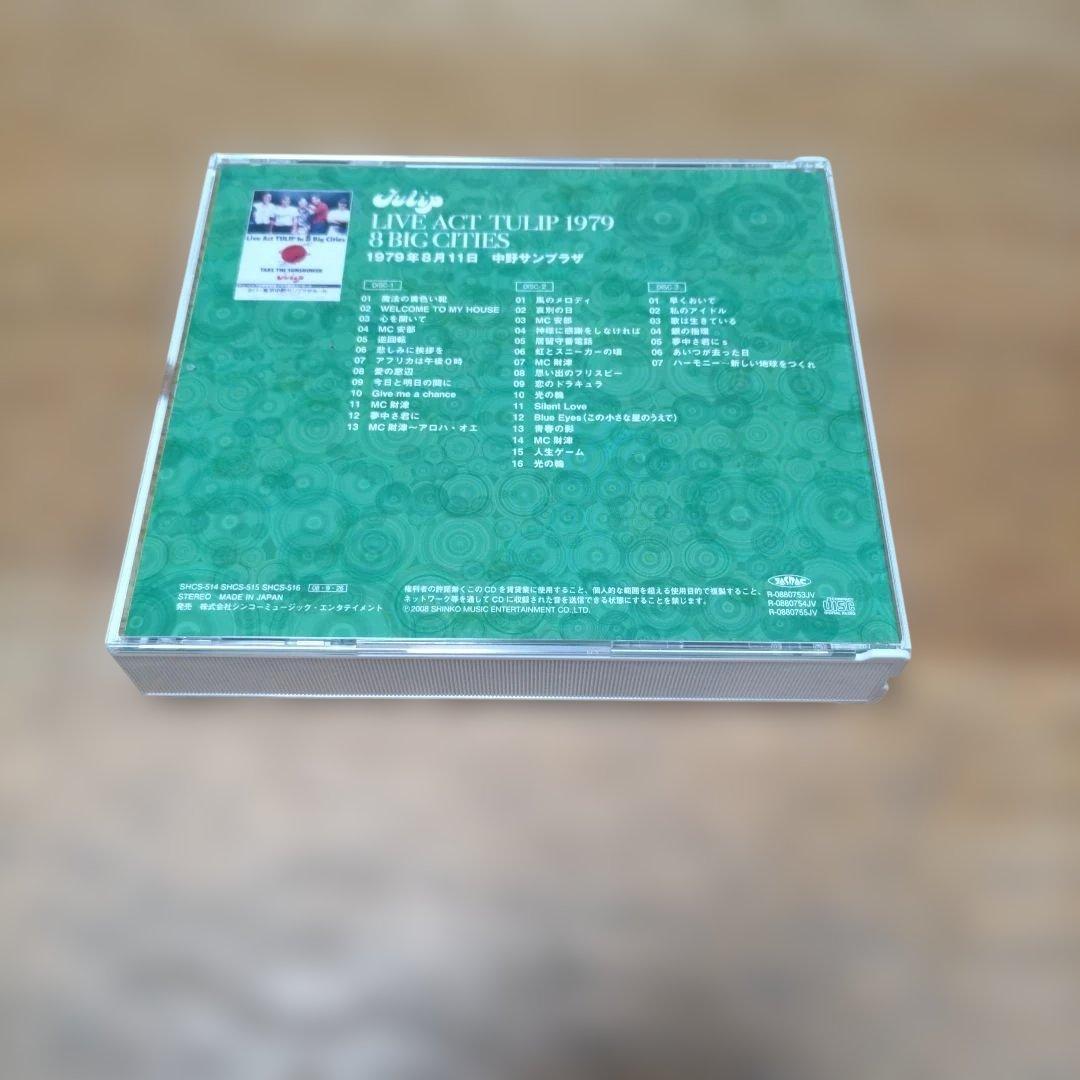 Tulip
LIVE ACT TULIP 1979
8 BIG CITIES
1979年8月11日 中野サンプラザ
Live Act TULIP in 8 Big Cities
TAKE THE SUNSHOWER
DISC-1
01 魔法の黄色い靴
02 WELCOME TO MY HOUSE
03 心を開いて
04 MC 安部
05 逆回転
06 悲しみに挨拶を
07 アフリカは午後0時
08 愛の窓辺
09 今日と明日の間に
10 Give me a chance
11 MC 財津
12 夢中さ君に
13 MC 財津〜アロハ・オエ
DISC-2
01 風のメロディ
02 哀別の日
03 MC 安部
04 神様に感謝をしなければ
05 居留守番電話
06 虹とスニーカーの頃
07 MC 財津
08 思い出のフリスビー
09 恋のドラキュラ
10 光の輪
11 Silent Love
12 Blue Eyes(この小さな星のうえで)
13 青春の影
14 MC 財津
15 人生ゲーム
16 光の輪
DISC-3
01 早くおいで
02 私のアイドル
03 歌は生きている
04 銀の指環
05 夢中さ君にs
06 あいつが去った日
07 ハーモニー〜新しい地球をつくれ
SHCS-514 SHCS-515 SHCS-516 08・9・26
STEREO MADE IN JAPAN
発売 株式会社シンコーミュージック・エンタテイメント
権利者の許諾無くこのCDを賃貸業に使用すること、個人的な範囲を超える使用目的で複製すること、
ネットワーク等を通してCDに収録された音を送信できる状態にすることを禁じます。
Ⓟ2008 SHINKO MUSIC ENTERTAINMENT CO.,LTD.
JASRAC
R-0880753JV
R-0880754JV
R-0880755JV
COMPACT disc DIGITAL AUDIO